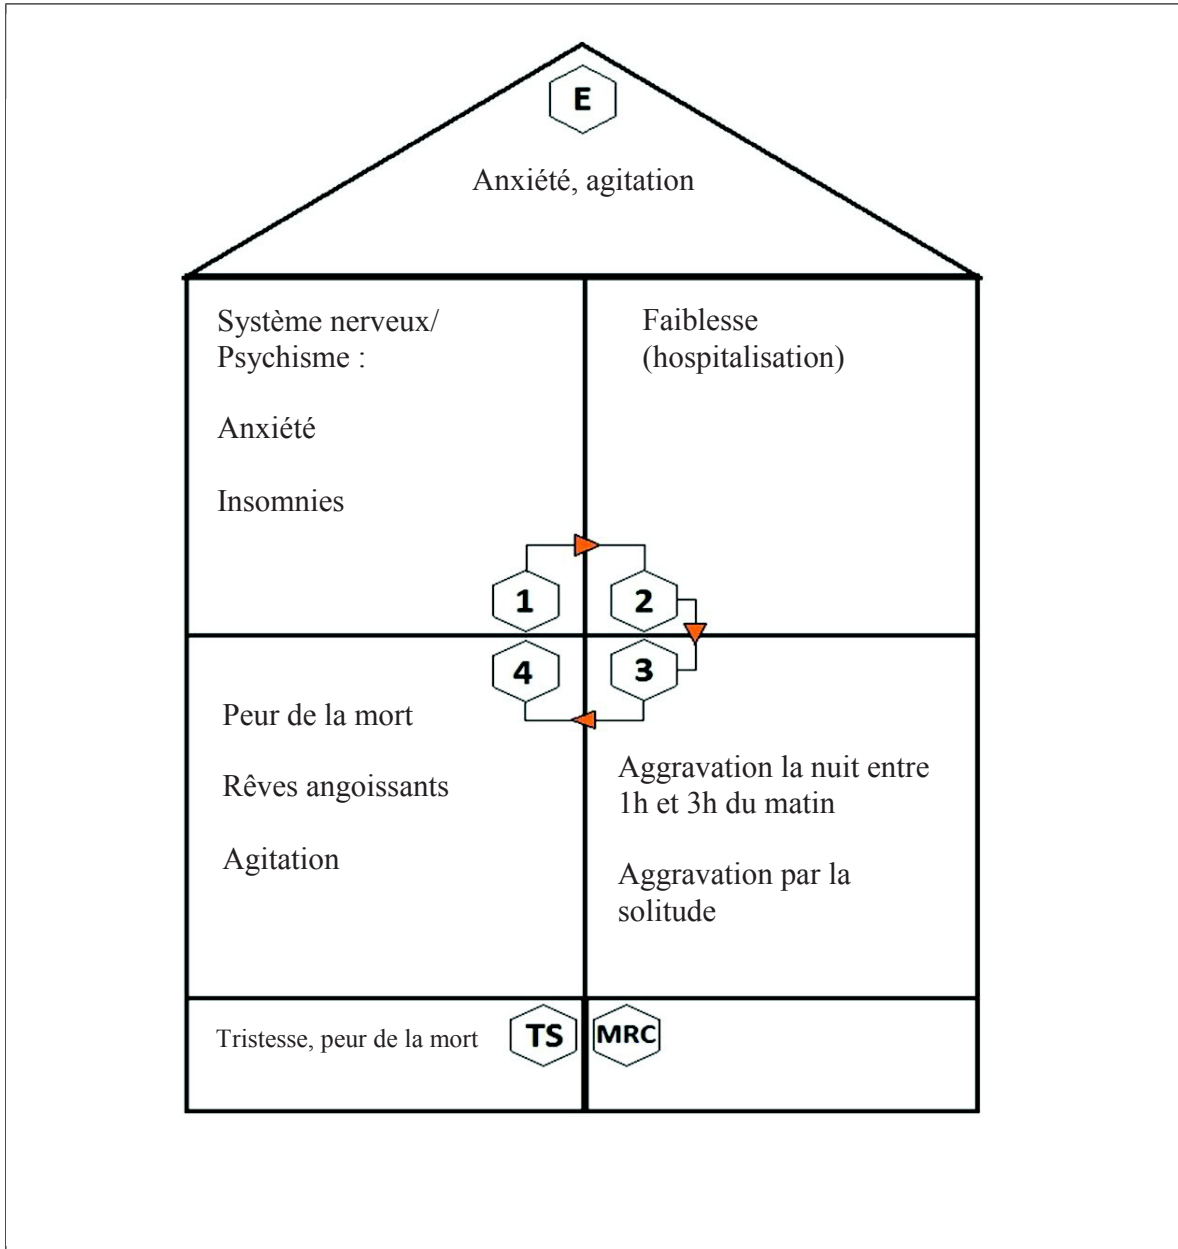 E
Anxiété, agitation
Système nerveux/
Psychisme :
Anxiété
Insomnies
1
Faiblesse
(hospitalisation)
2
3
Aggravation la nuit entre
1h et 3h du matin
Aggravation par la
solitude
4
Peur de la mort
Rêves angoissants
Agitation
Tristesse, peur de la mort
TS
MRC